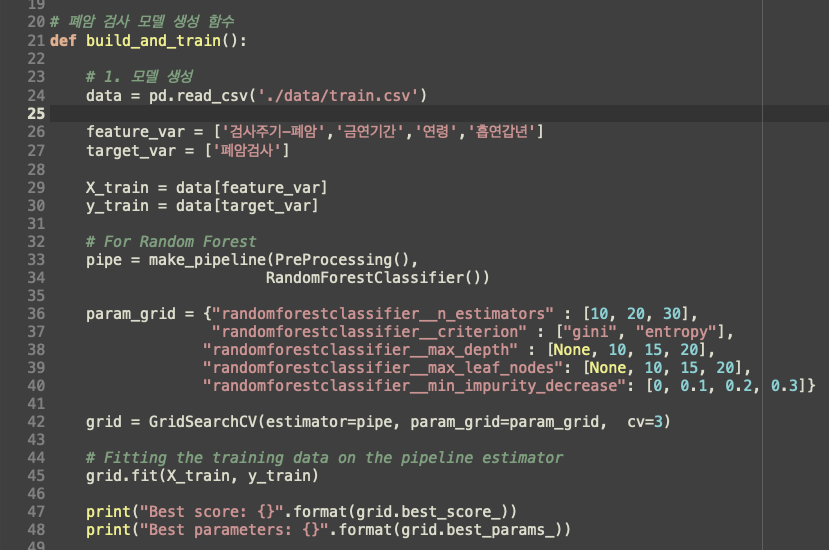 19
20 # 폐암 검사 모델 생성 함수
21 def build_and_train():
22
23     # 1. 모델 생성
24     data = pd.read_csv('./data/train.csv')
25
26     feature_var = ['검사주기-폐암','금연기간','연령','흡연갑년']
27     target_var = ['폐암검사']
28
29     X_train = data[feature_var]
30     y_train = data[target_var]
31
32     # For Random Forest
33     pipe = make_pipeline(PreProcessing(),
34                         RandomForestClassifier())
35
36     param_grid = {"randomforestclassifier__n_estimators" : [10, 20, 30],
37                   "randomforestclassifier__criterion" : ["gini", "entropy"],
38                  "randomforestclassifier__max_depth" : [None, 10, 15, 20],
39                  "randomforestclassifier__max_leaf_nodes": [None, 10, 15, 20],
40                  "randomforestclassifier__min_impurity_decrease": [0, 0.1, 0.2, 0.3]}
41
42     grid = GridSearchCV(estimator=pipe, param_grid=param_grid,  cv=3)
43
44     # Fitting the training data on the pipeline estimator
45     grid.fit(X_train, y_train)
46
47     print("Best score: {}".format(grid.best_score_))
48     print("Best parameters: {}".format(grid.best_params_))
49